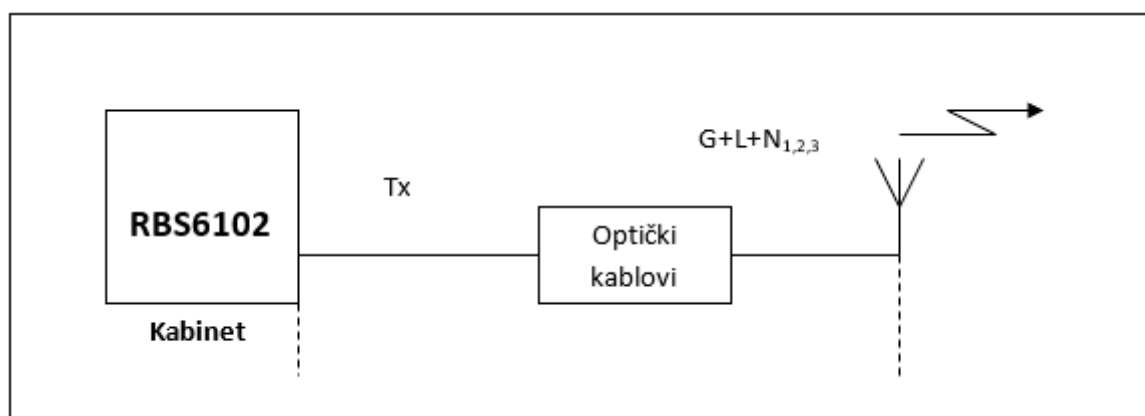 G+L+N1,2,3
Tx
RBS6102
Optički
kablovi
Kabinet